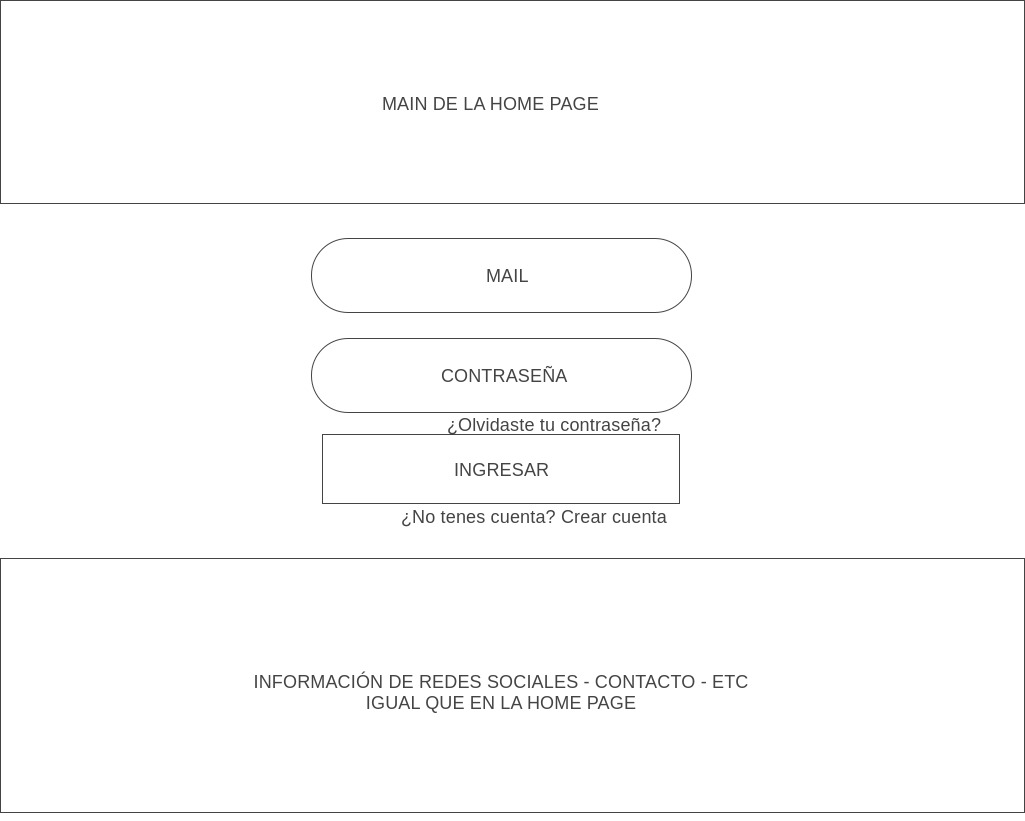 MAIN DE LA HOME PAGE
MAIL
CONTRASEÑA
¿Olvidaste tu contraseña?
INGRESAR
¿No tenes cuenta? Crear cuenta
INFORMACIÓN DE REDES SOCIALES - CONTACTO - ETC
IGUAL QUE EN LA HOME PAGE